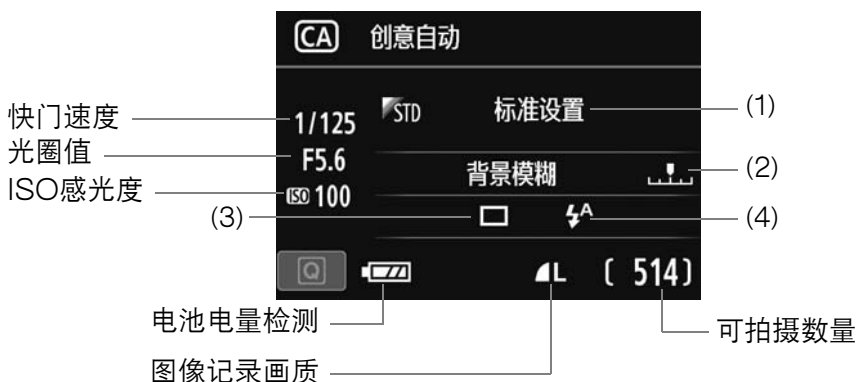 CA 创意自动
快门速度 1/125 STD 标准设置 (1)
光圈值 F5.6 背景模糊 (2)
ISO感光度 ISO 100
(3) A (4)
Q L ( 514)
电池电量检测 可拍摄数量
图像记录画质